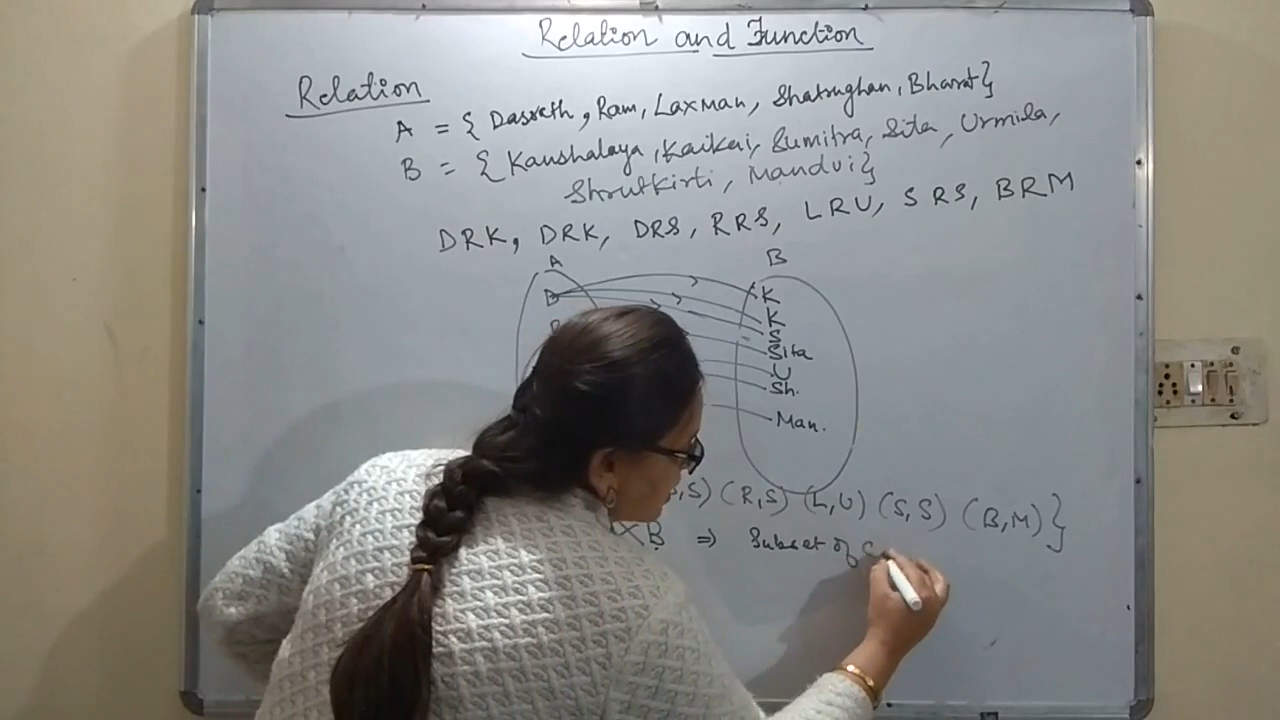 Relation and Function
Relation
A = { Dasreth, Ram, Laxman, Shatrughan, Bharat}
B = { Kaushalaya, Kaikai, Sumitra, Sita, Urmila,
Shrutkirti, Mandvi}
DRK, DRK, DRS, RRS, LRU, SRS, BRM
A B
D K
K
S
Sita
U
Sh.
Man.
,S) (R,S) (L,U) (S,S) (B,M)}
×B ⇒ Subset of